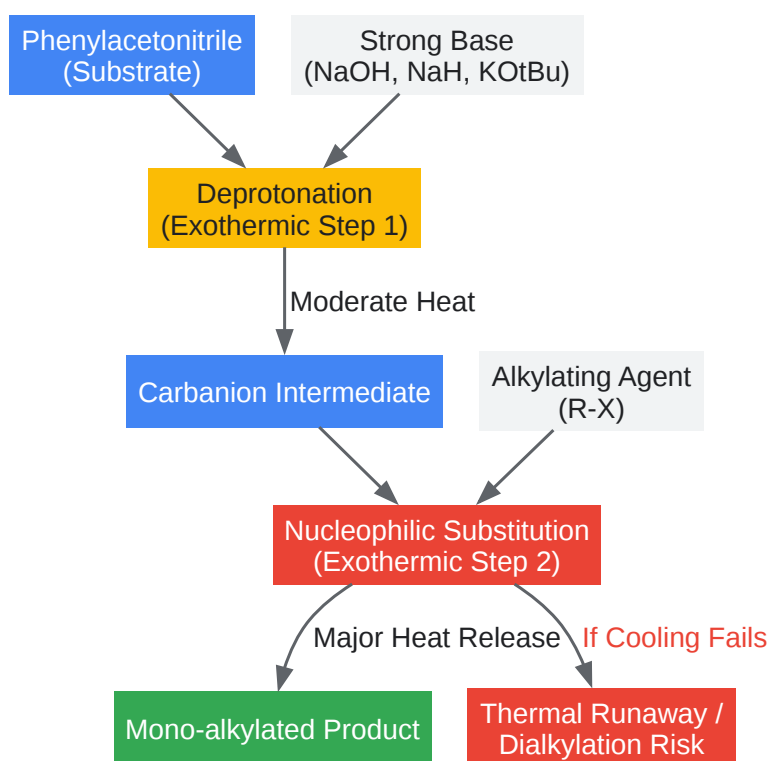 Phenylacetonitrile
(Substrate)
Strong Base
(NaOH, NaH, KOtBu)
Deprotonation
(Exothermic Step 1)
Moderate Heat
Carbanion Intermediate
Alkylating Agent
(R-X)
Nucleophilic Substitution
(Exothermic Step 2)
Major Heat Release
If Cooling Fails
Mono-alkylated Product
Thermal Runaway /
Dialkylation Risk